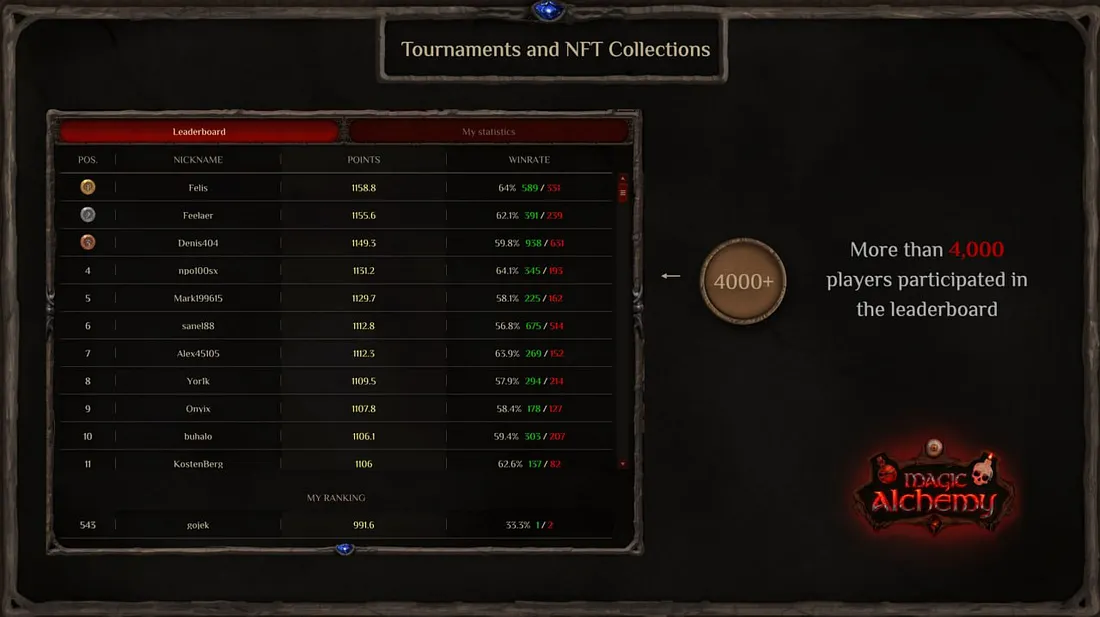 Tournaments and NFT Collections
Leaderboard My statistics
POS. NICKNAME POINTS WINRATE
Felis 1158.8 64% 589 / 331
Feelaer 1155.6 62.1% 391 / 239
Denis404 1149.3 59.8% 938 / 631
4 npo100sx 1131.2 64.1% 345 / 193
5 Mark199615 1129.7 58.1% 225 / 162
6 sanel88 1112.8 56.8% 675 / 514
7 Alex45105 1112.3 63.9% 269 / 152
8 Yor1k 1109.5 57.9% 294 / 214
9 Onyix 1107.8 58.4% 178 / 127
10 buhalo 1106.1 59.4% 303 / 207
11 KostenBerg 1106 62.6% 137 / 82
MY RANKING
543 gojek 991.6 33.3% 1 / 2
4000+
More than 4,000
players participated in
the leaderboard
MAGIC
Alchemy